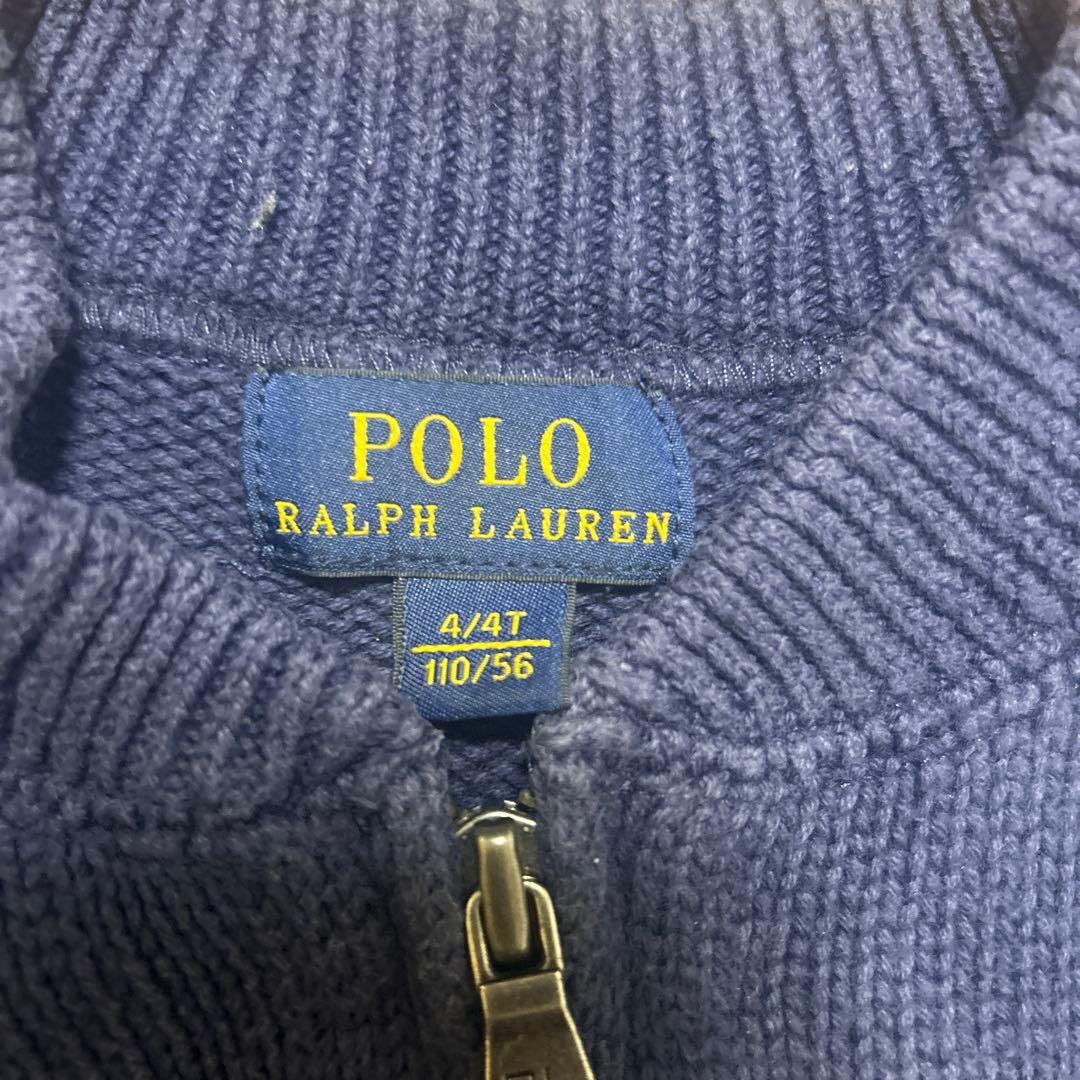 POLO
RALPH LAUREN
4/4T
110/56